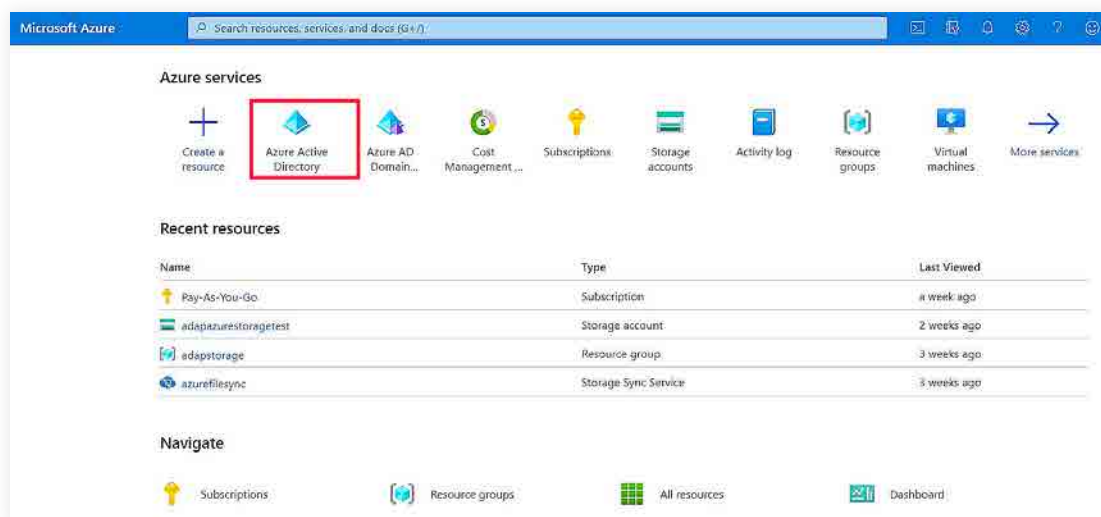 Microsoft Azure
Search resources, services, and docs (G+/)
Azure services
Create a resource
Azure Active Directory
Azure AD Domain...
Cost Management ...
Subscriptions
Storage accounts
Activity log
Resource groups
Virtual machines
More services
Recent resources
Name Type Last Viewed
Pay-As-You-Go Subscription a week ago
adapazurestoragetest Storage account 2 weeks ago
adapstorage Resource group 3 weeks ago
azurefilesync Storage Sync Service 3 weeks ago
Navigate
Subscriptions Resource groups All resources Dashboard